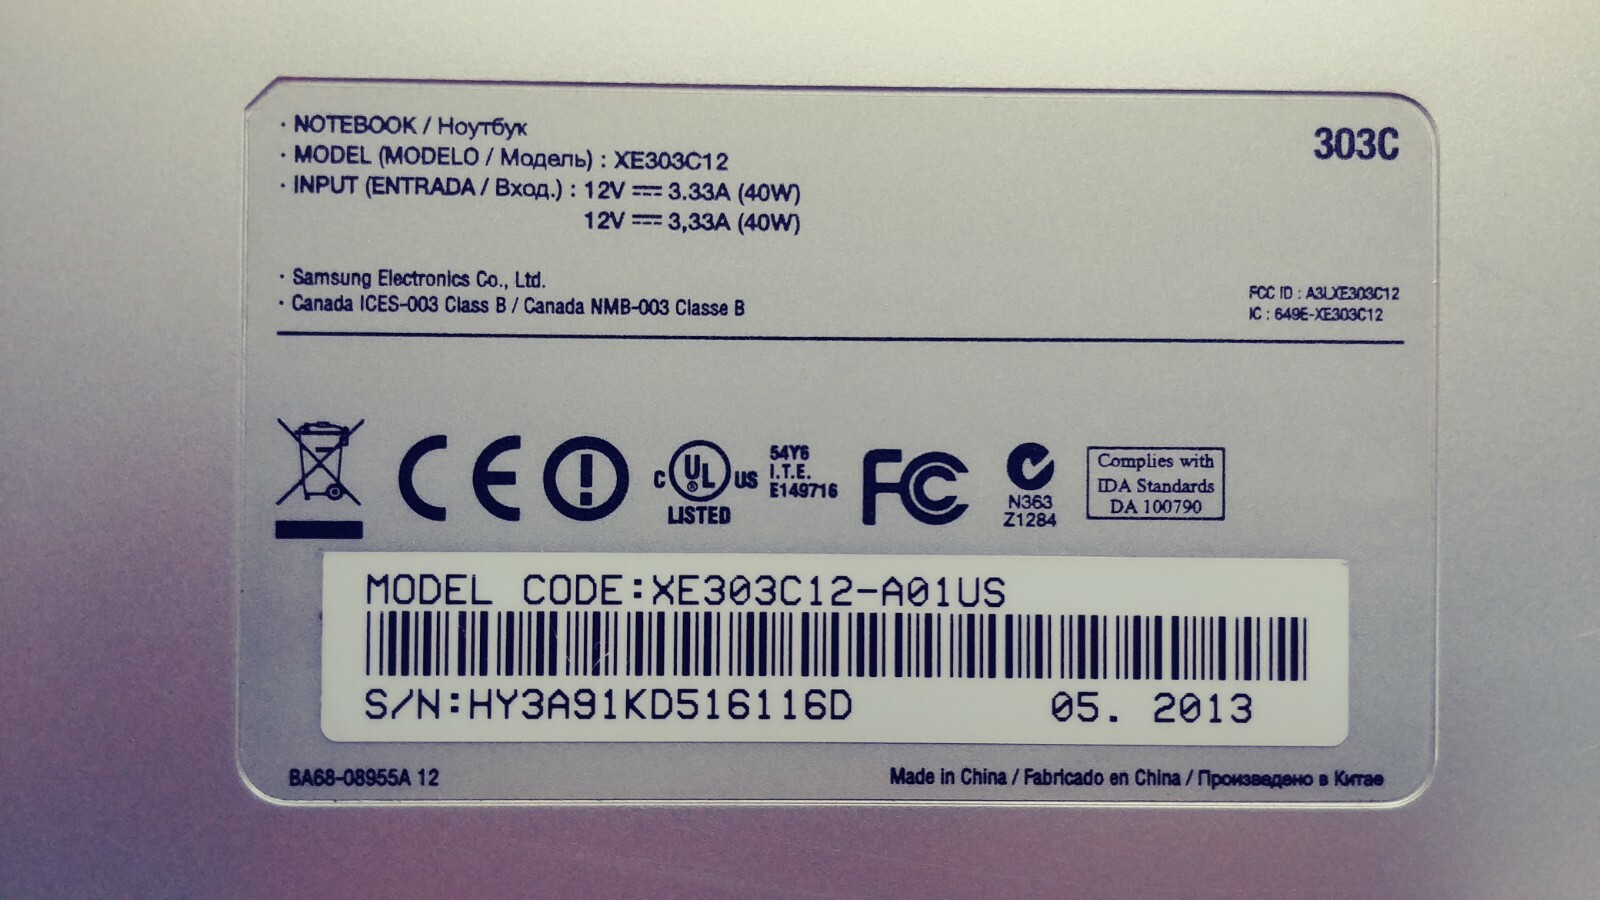 · NOTEBOOK / Ноутбук
· MODEL (MODELO / Модель) : XE303C12
· INPUT (ENTRADA / Вход.) : 12V ⎓ 3.33A (40W)
12V ⎓ 3,33A (40W)
303C
· Samsung Electronics Co., Ltd.
· Canada ICES-003 Class B / Canada NMB-003 Classe B
FCC ID : A3LXE303C12
IC : 649E-XE303C12
CE
c UL ® US
LISTED
54Y6
I.T.E.
E149716
FC
N363
Z1284
Complies with
IDA Standards
DA 100790
MODEL CODE:XE303C12-A01US
S/N:HY3A91KD516116D 05. 2013
BA68-08955A 12
Made in China / Fabricado en China / Произведено в Китае